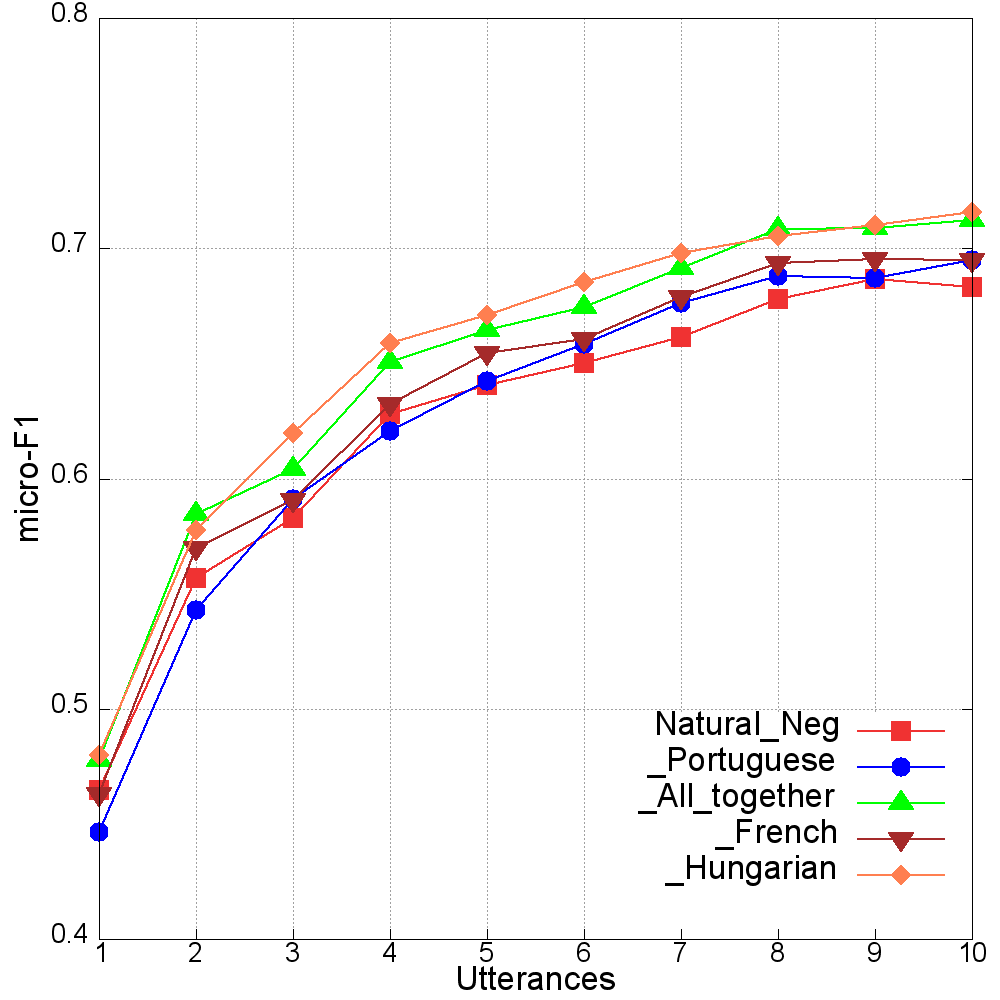 0.8
0.7
0.6
0.5
0.4
micro-F1
Natural_Neg
_Portuguese
_All_together
_French
_Hungarian
1 2 3 4 5 6 7 8 9 10
Utterances